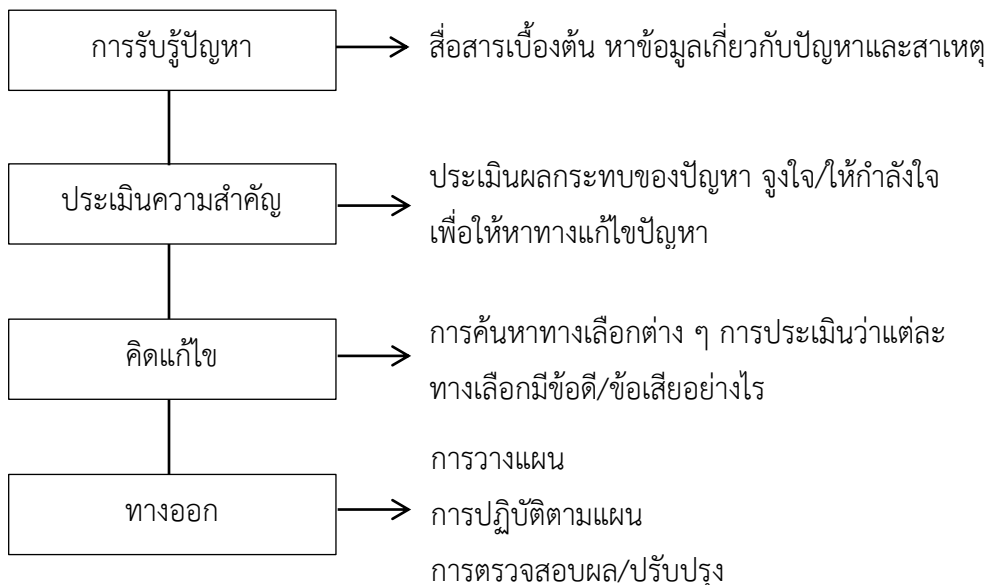 การรับรู้ปัญหา
สื่อสารเบื้องต้น หาข้อมูลเกี่ยวกับปัญหาและสาเหตุ
ประเมินความสำคัญ
ประเมินผลกระทบของปัญหา จูงใจ/ให้กำลังใจ
เพื่อให้หาทางแก้ไขปัญหา
คิดแก้ไข
การค้นหาทางเลือกต่าง ๆ การประเมินว่าแต่ละ
ทางเลือกมีข้อดี/ข้อเสียอย่างไร
ทางออก
การวางแผน
การปฏิบัติตามแผน
การตรวจสอบผล/ปรับปรุง